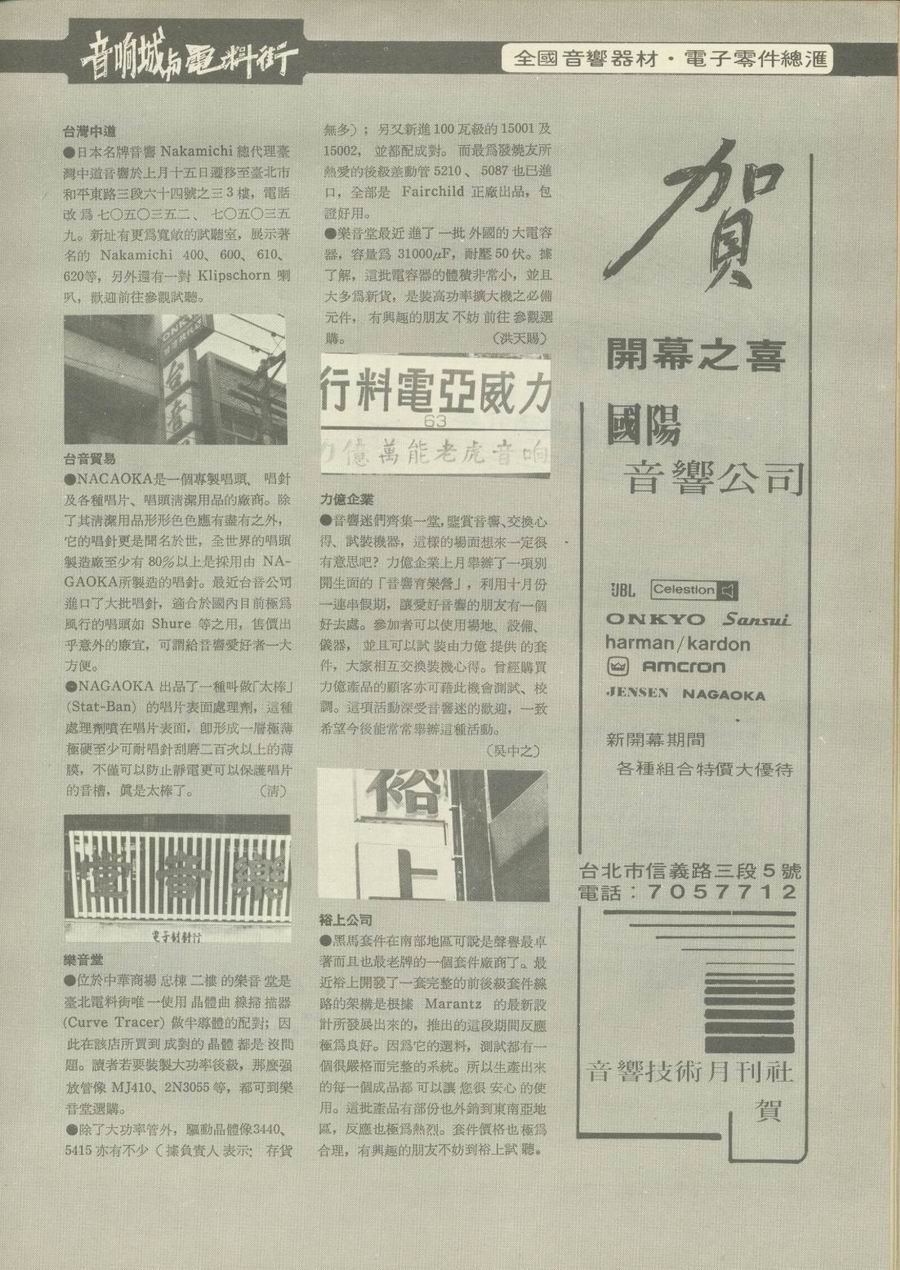 音响城與電料街
全國音響器材・電子零件總滙
台灣中道
●日本名牌音響 Nakamichi 總代理臺
灣中道音響於上月十五日遷移至臺北市
和平東路三段六十四號之三3樓，電話
改為七〇五〇三五二、七〇五〇三五
九。新址有更爲寬敞的試聽室，展示著
名的 Nakamichi 400、600、610、
620等，另外還有一對 Klipschorn 喇
叭，歡迎前往參觀試聽。
台音貿易
●NACAOKA是一個專製唱頭、唱針
及各種唱片、唱頭淸潔用品的廠商。除
了其淸潔用品形形色色應有盡有之外，
它的唱針更是聞名於世，全世界的唱頭
製造廠至少有 80%以上是採用由 NA-
GAOKA所製造的唱針。最近台音公司
進口了大批唱針，適合於國內目前極爲
風行的唱頭如 Shure 等之用，售價出
乎意外的廉宜，可謂給音響愛好者一大
方便。
●NAGAOKA 出品了一種叫做「太棒」
(Stat-Ban) 的唱片表面處理劑，這種
處理劑噴在唱片表面，卽形成一層極薄
極硬至少可耐唱針刮磨二百次以上的薄
膜，不僅可以防止靜電更可以保護唱片
的音槽，眞是太棒了。（清）
堂音樂
電子材料行
樂音堂
●位於中華商場忠棟二樓的樂音堂是
臺北電料街唯一使用晶體曲線掃描器
(Curve Tracer) 做半導體的配對；因
此在該店所買到成對的晶體都是沒問
題。讀者若要裝製大功率後級，那麽强
放管像 MJ410、2N3055 等，都可到樂
音堂選購。
●除了大功率管外，驅動晶體像3440、
5415 亦有不少（據負責人表示：存貨
無多）；另又新進100瓦級的 15001 及
15002，並都配成對。而最爲發燒友所
熱愛的後級差動管 5210、5087 也已進
口，全部是 Fairchild 正廠出品，包
證好用。
●樂音堂最近進了一批外國的大電容
器，容量爲 31000μF，耐壓 50 伏。據
了解，這批電容器的體積非常小，並且
大多爲新貨，是裝高功率擴大機之必備
元件，有興趣的朋友不妨前往參觀選
購。（洪天賜）
行料電亞威力
63
力億萬能老虎音响
力億企業
●音響迷們齊集一堂，鑒賞音響、交換心
得、試裝機器，這樣的場面想來一定很
有意思吧？力億企業上月舉辦了一項別
開生面的「音響育樂營」，利用十月份
一連串假期，讓愛好音響的朋友有一個
好去處。參加者可以使用場地、設備、
儀器，並且可以試裝由力億提供的套
件，大家相互交換裝機心得。曾經購買
力億產品的顧客亦可藉此機會測試、校
調。這項活動深受音響迷的歡迎，一致
希望今後能常常舉辦這種活動。
（吳中之）
裕上
裕上公司
●黑馬套件在南部地區可說是聲譽最卓
著而且也最老牌的一個套件廠商了。最
近裕上開發了一套完整的前後級套件線
路的架構是根據 Marantz 的最新設
計所發展出來的，推出的這段期間反應
極爲良好。因爲它的選料，測試都有一
個很嚴格而完整的系統。所以生產出來
的每一個成品都可以讓您很安心的使
用。這批產品有部份也外銷到東南亞地
區，反應也極爲熱烈。套件價格也極爲
合理，有興趣的朋友不妨到裕上試聽。
賀
開幕之喜
國陽
音響公司
JBL Celestion
ONKYO Sansui
harman/kardon
AMCRON
JENSEN NAGAOKA
新開幕期間
各種組合特價大優待
台北市信義路三段5號
電話：7057712
音響技術月刊社
賀